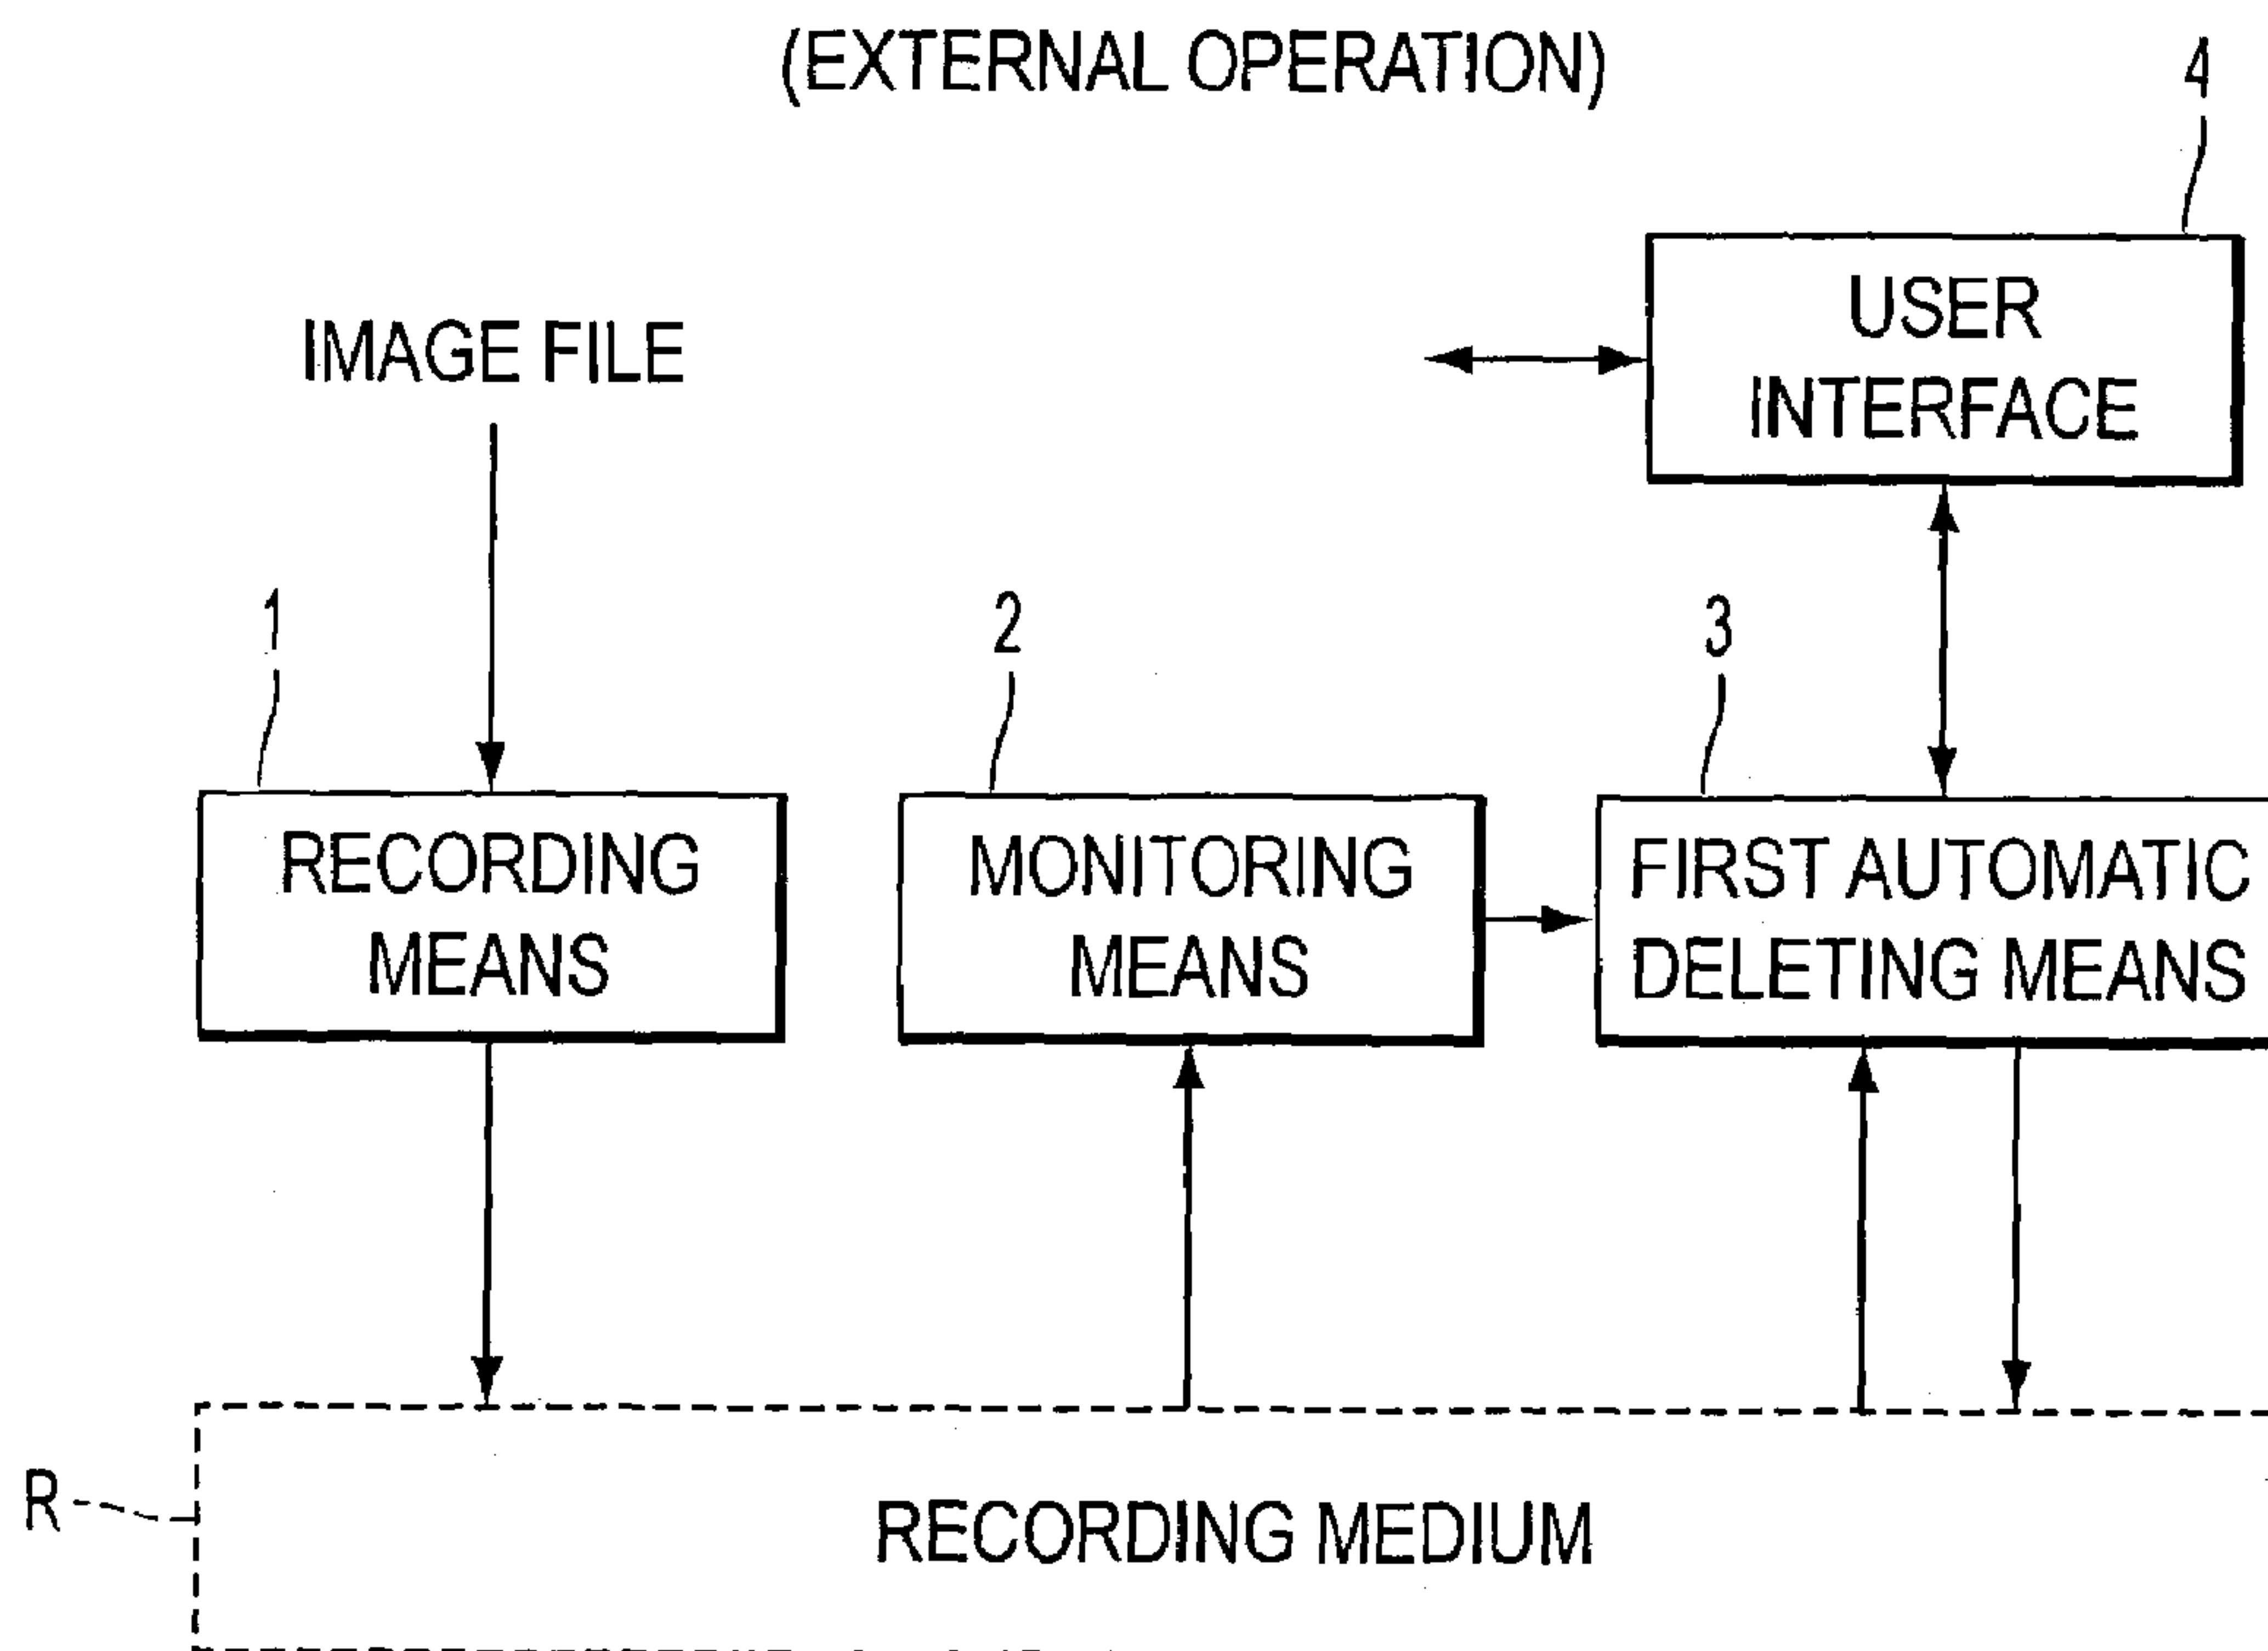 (EXTERNAL OPERATION)
4
USER
INTERFACE
IMAGE FILE
1
2
3
RECORDING
MEANS
MONITORING
MEANS
FIRST AUTOMATIC
DELETING MEANS
R
RECORDING MEDIUM